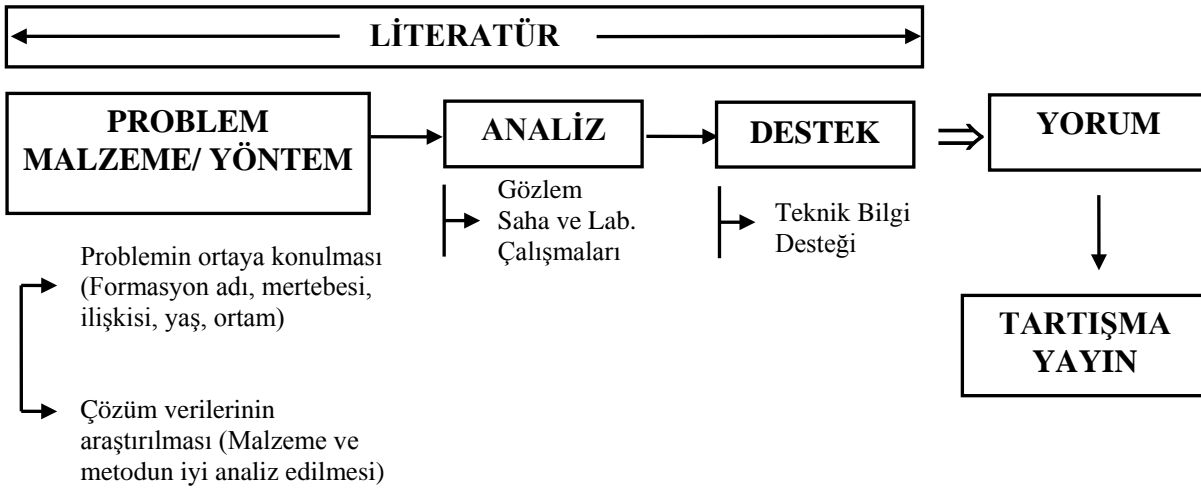 LİTERATÜR
PROBLEM
MALZEME/ YÖNTEM
ANALİZ
DESTEK
YORUM
Gözlem
Saha ve Lab.
Çalışmaları
Teknik Bilgi
Desteği
Problemin ortaya konulması
(Formasyon adı, mertebesi,
ilişkisi, yaş, ortam)
Çözüm verilerinin
araştırılması (Malzeme ve
metodun iyi analiz edilmesi)
TARTIŞMA
YAYIN